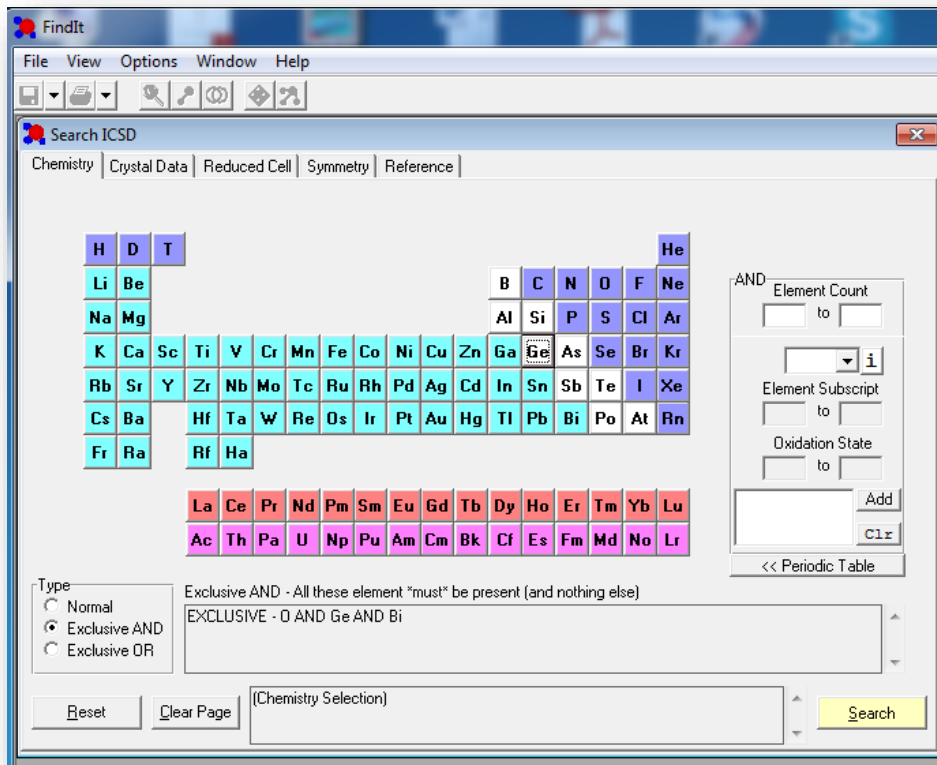 FindIt
File View Options Window Help
Search ICSD
Chemistry Crystal Data Reduced Cell Symmetry Reference
H D T He
Li Be B C N O F Ne
Na Mg Al Si P S Cl Ar
K Ca Sc Ti V Cr Mn Fe Co Ni Cu Zn Ga Ge As Se Br Kr
Rb Sr Y Zr Nb Mo Tc Ru Rh Pd Ag Cd In Sn Sb Te I Xe
Cs Ba Hf Ta W Re Os Ir Pt Au Hg Tl Pb Bi Po At Rn
Fr Ra Rf Ha
La Ce Pr Nd Pm Sm Eu Gd Tb Dy Ho Er Tm Yb Lu
Ac Th Pa U Np Pu Am Cm Bk Cf Es Fm Md No Lr
AND
Element Count
to
i
Element Subscript
to
Oxidation State
to
Add
Clr
<< Periodic Table
Type
Normal
Exclusive AND
Exclusive OR
Exclusive AND - All these element *must* be present (and nothing else)
EXCLUSIVE - O AND Ge AND Bi
Reset Clear Page (Chemistry Selection) Search